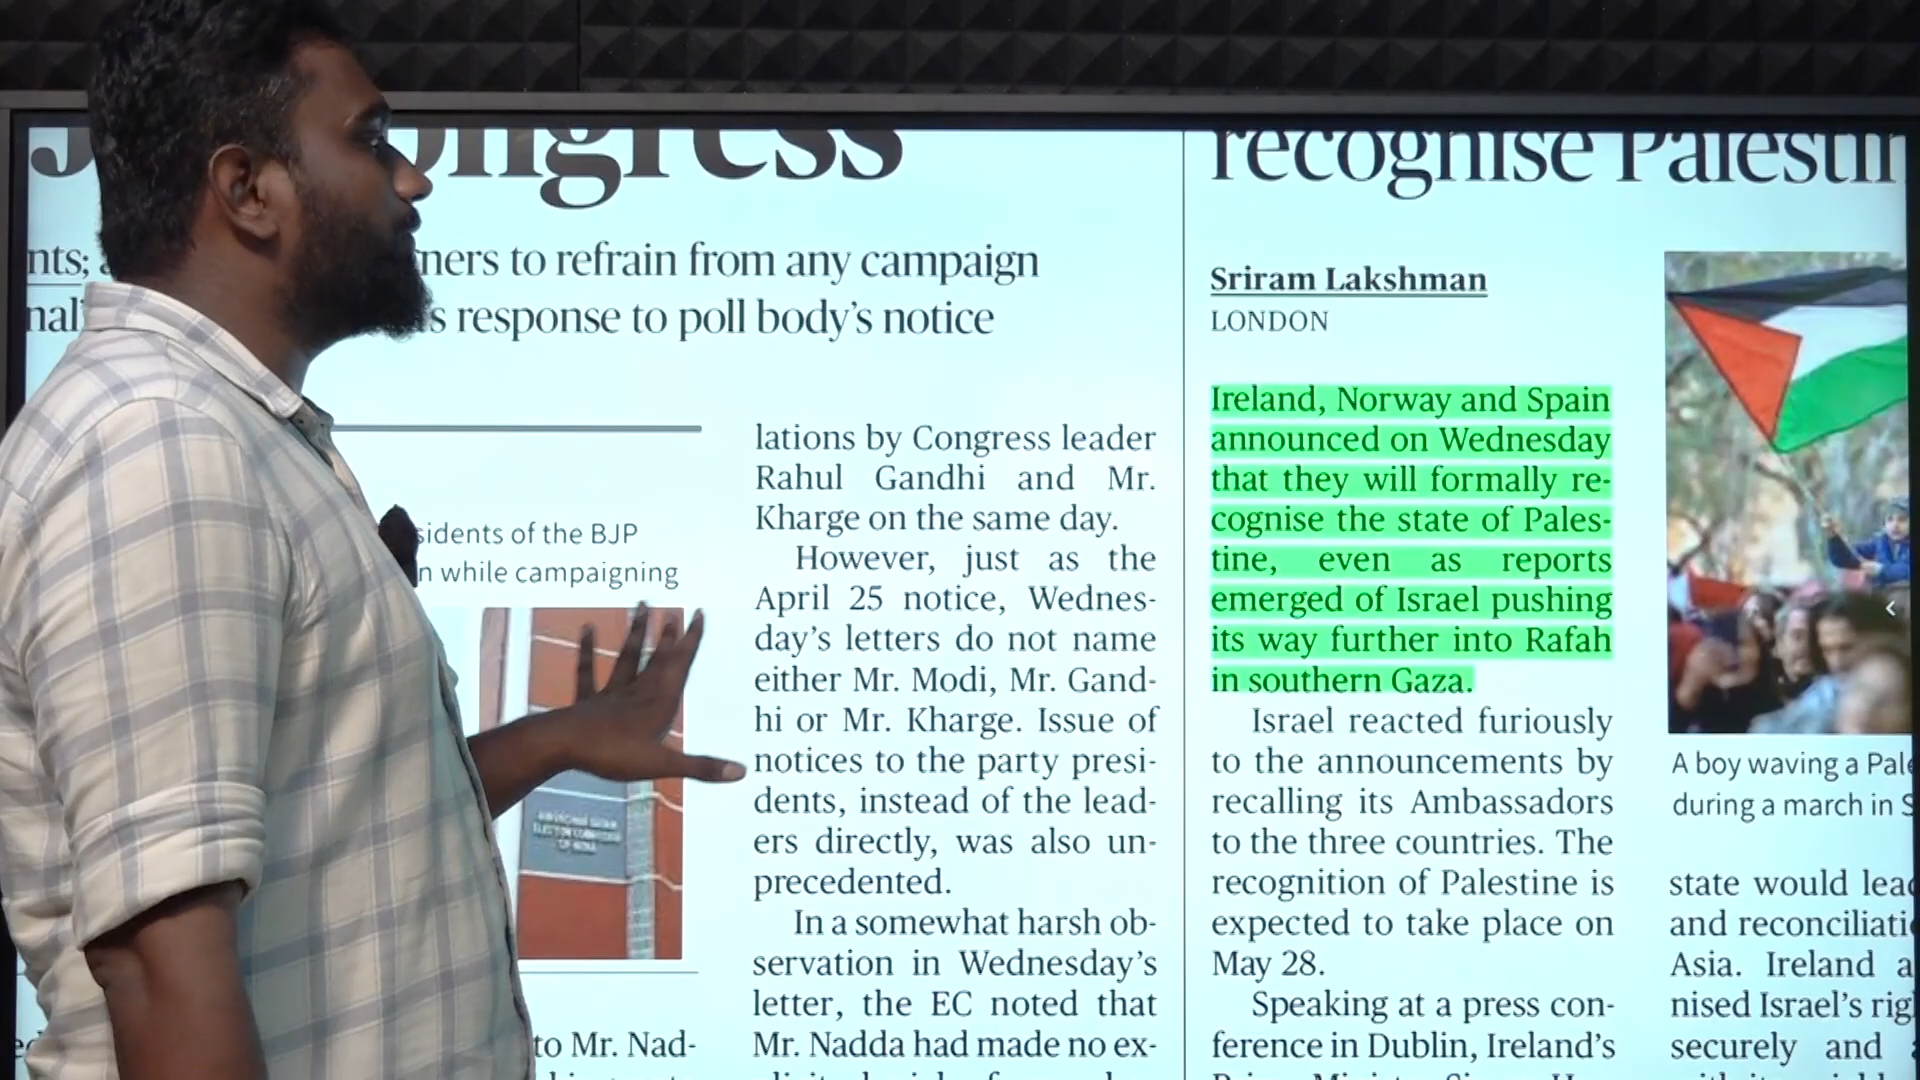 ongress
nts;
ners to refrain from any campaign
s response to poll body's notice
sidents of the BJP
n while campaigning
to Mr. Nad-
lations by Congress leader
Rahul Gandhi and Mr.
Kharge on the same day.
However, just as the
April 25 notice, Wednes-
day's letters do not name
either Mr. Modi, Mr. Gand-
hi or Mr. Kharge. Issue of
notices to the party presi-
dents, instead of the lead-
ers directly, was also un-
precedented.
In a somewhat harsh ob-
servation in Wednesday's
letter, the EC noted that
Mr. Nadda had made no ex-
recognise Palestin
Sriram Lakshman
LONDON
Ireland, Norway and Spain
announced on Wednesday
that they will formally re-
cognise the state of Pales-
tine, even as reports
emerged of Israel pushing
its way further into Rafah
in southern Gaza.
Israel reacted furiously
to the announcements by
recalling its Ambassadors
to the three countries. The
recognition of Palestine is
expected to take place on
May 28.
Speaking at a press con-
ference in Dublin, Ireland's
A boy waving a Pal
during a march in S
state would lead
and reconciliati
Asia. Ireland a
nised Israel's rig
securely and